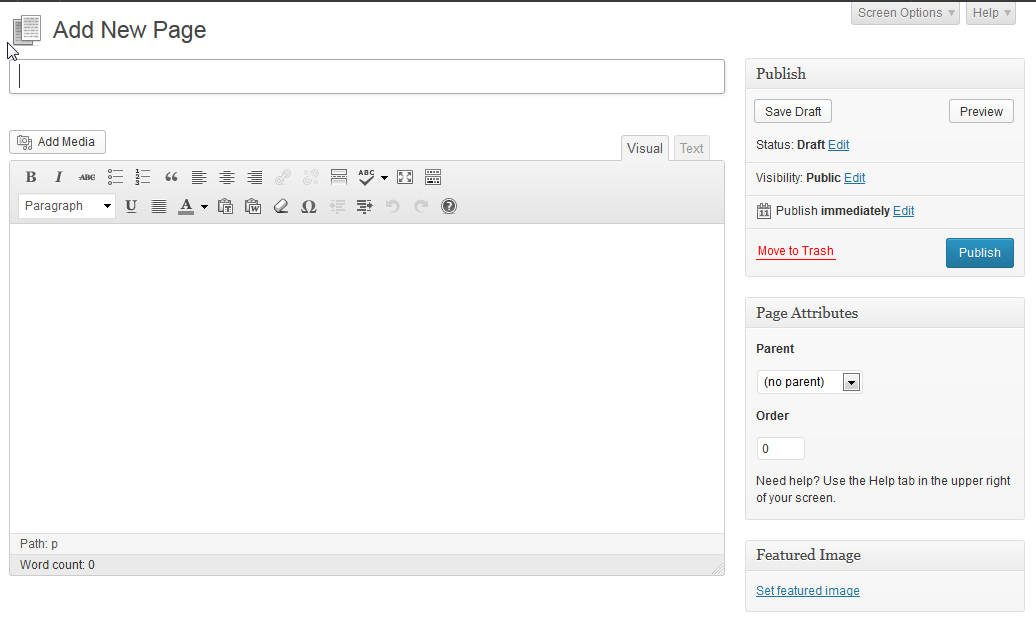 Screen Options
Help
Add New Page
Add Media
Visual
Text
B I ABC ABC
Paragraph U A
Path: p
Word count: 0
Publish
Save Draft
Preview
Status: Draft Edit
Visibility: Public Edit
11 Publish immediately Edit
Move to Trash
Publish
Page Attributes
Parent
(no parent)
Order
0
Need help? Use the Help tab in the upper right
of your screen.
Featured Image
Set featured image